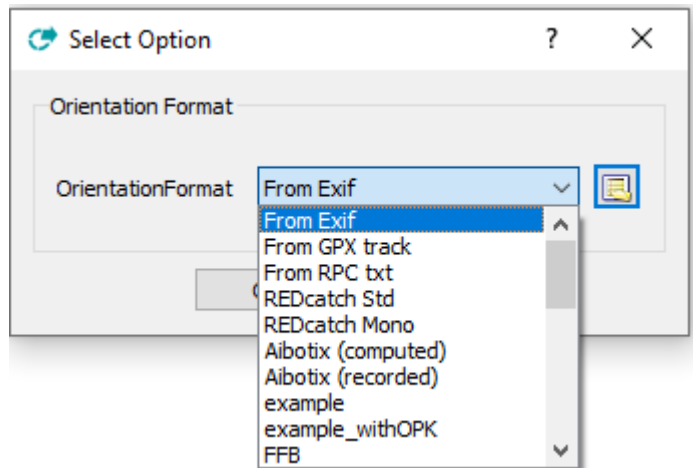 Select Option
?
Orientation Format
OrientationFormat From Exif
From Exif
From GPX track
From RPC txt
REDcatch Std
REDcatch Mono
Aibotix (computed)
Aibotix (recorded)
example
example_withOPK
FFB